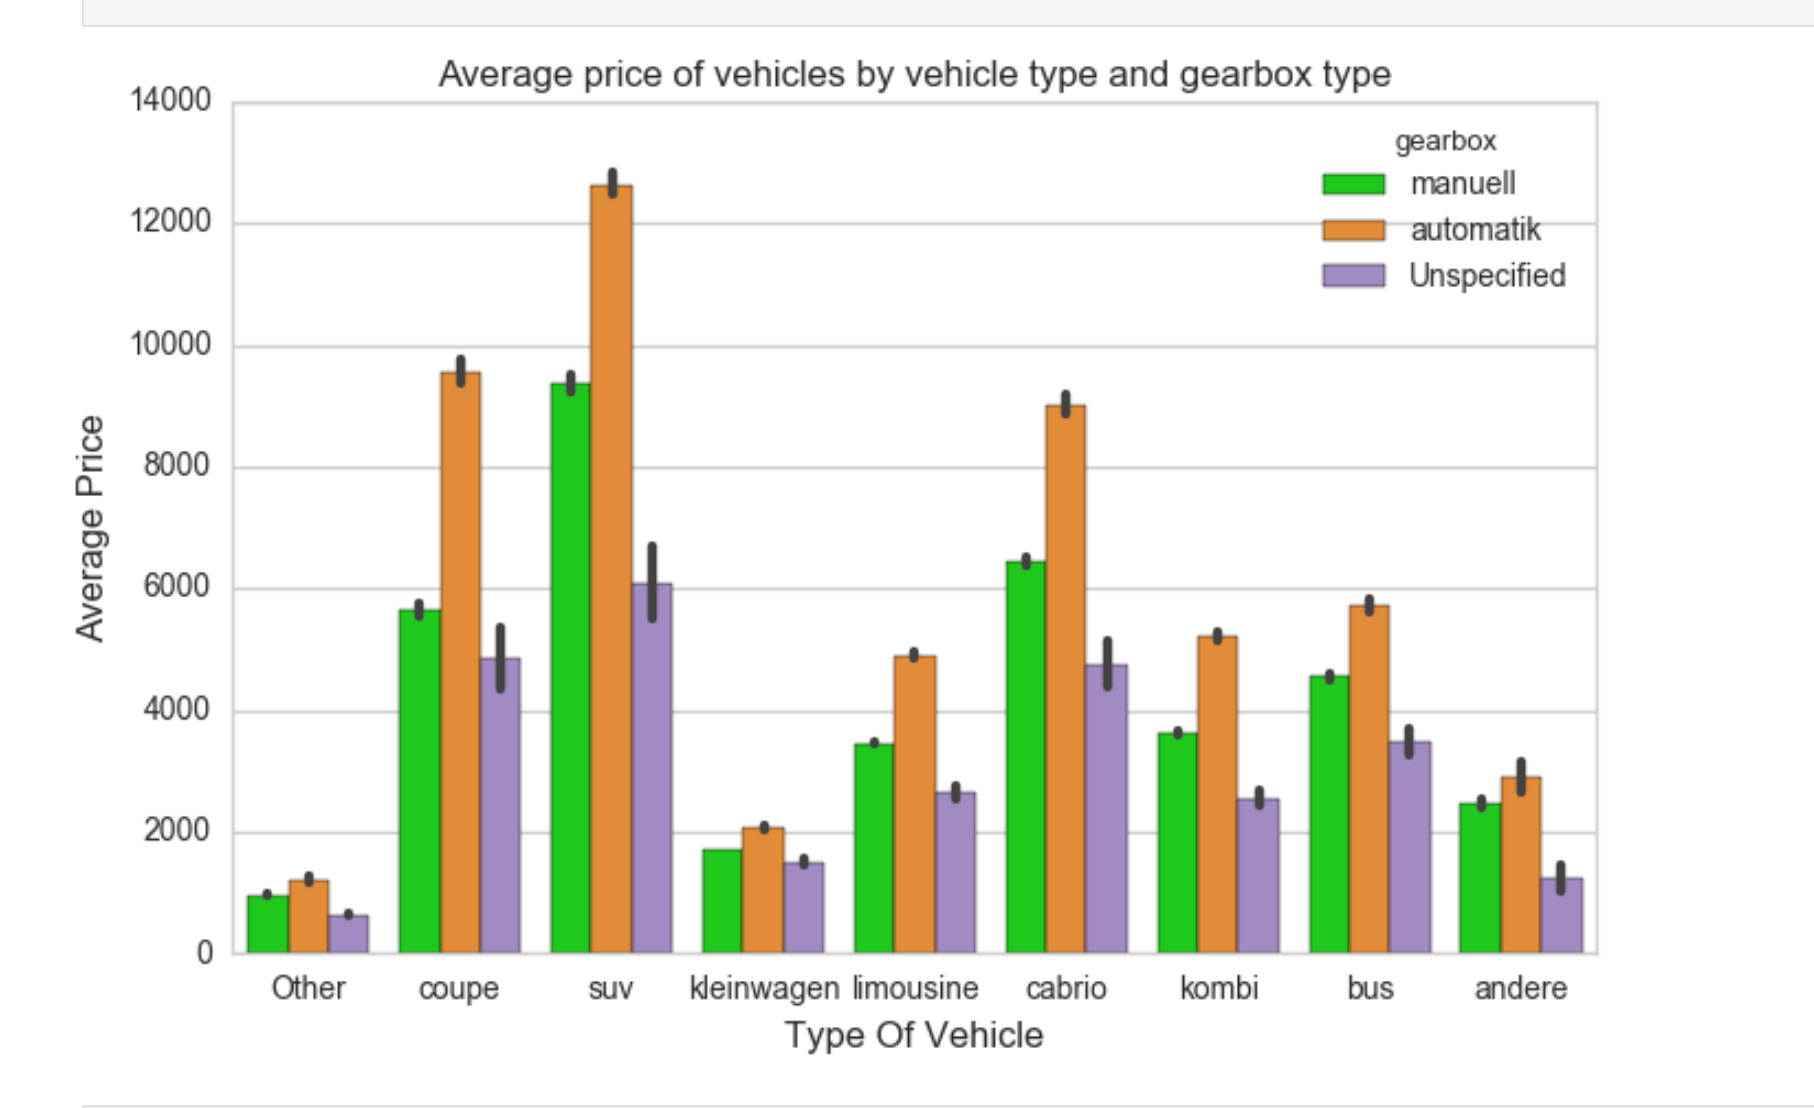 Average price of vehicles by vehicle type and gearbox type
14000
12000
10000
8000
6000
4000
2000
0
Average Price
gearbox
manuell
automatik
Unspecified
Other coupe suv kleinwagen limousine cabrio kombi bus andere
Type Of Vehicle